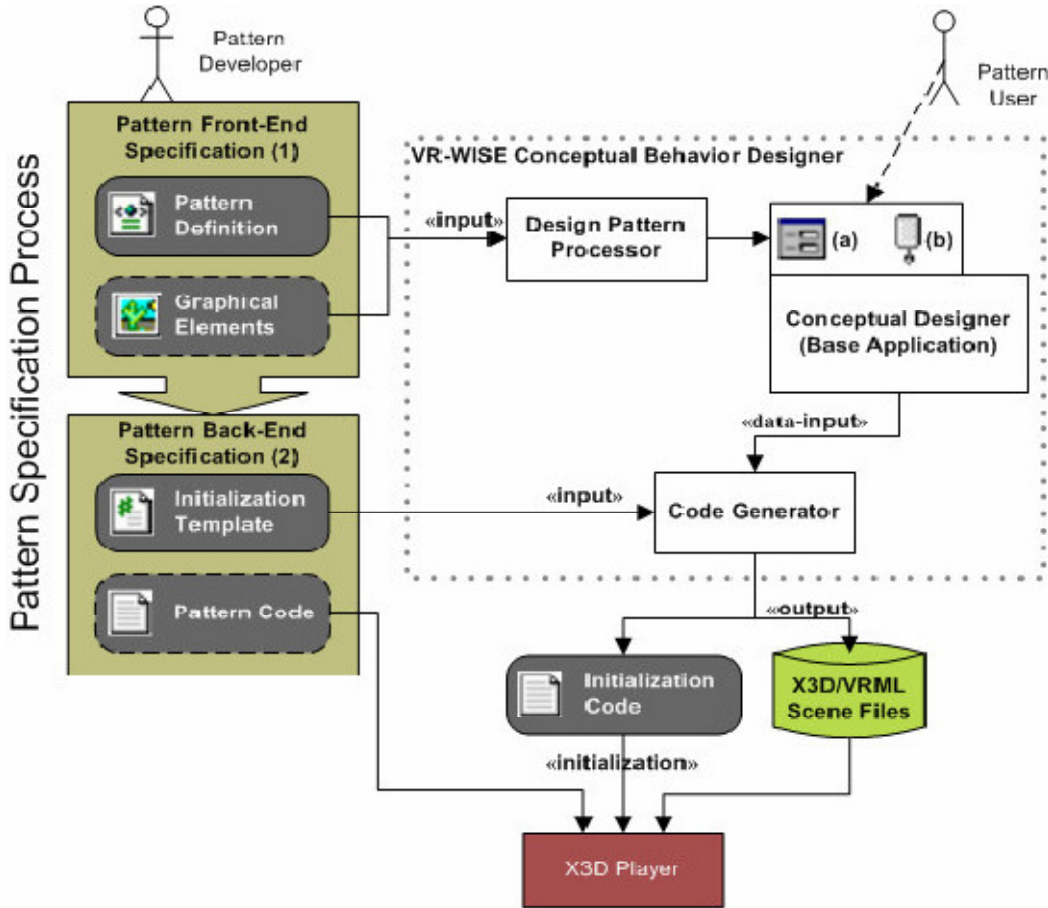 Pattern
Developer
Pattern
User
Pattern Specification Process
Pattern Front-End
Specification (1)
Pattern
Definition
Graphical
Elements
VR-WISE Conceptual Behavior Designer
«input»
Design Pattern
Processor
(a)
(b)
Conceptual Designer
(Base Application)
«data-input»
Pattern Back-End
Specification (2)
Initialization
Template
«input»
Code Generator
Pattern Code
«output»
Initialization
Code
X3D/VRML
Scene Files
«initialization»
X3D Player